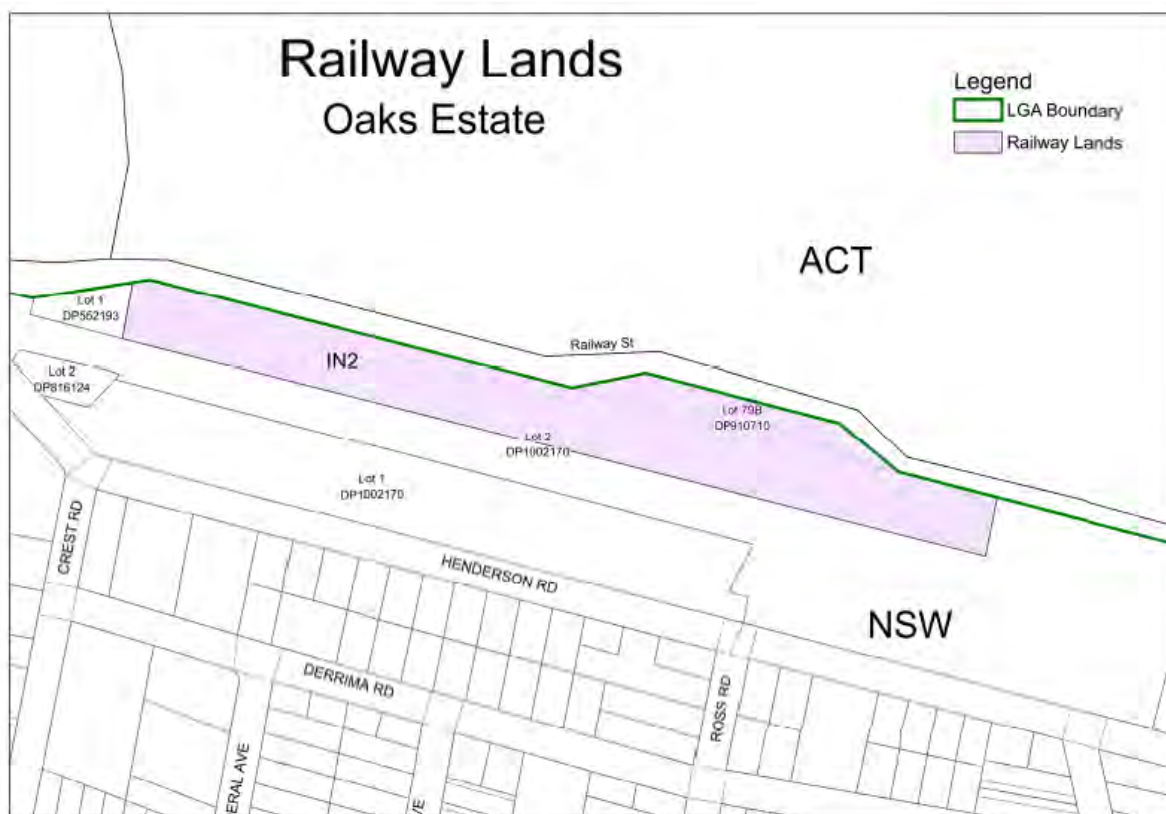 Railway Lands
Oaks Estate
Legend
LGA Boundary
Railway Lands
ACT
Lot 1
DP552193
Railway St
IN2
Lot 2
DP816124
Lot 79B
DP910710
Lot 2
DP1002170
Lot 1
DP1002170
CREST RD
HENDERSON RD
NSW
DERRIMA RD
ROSS RD
ERAL AVE
VE